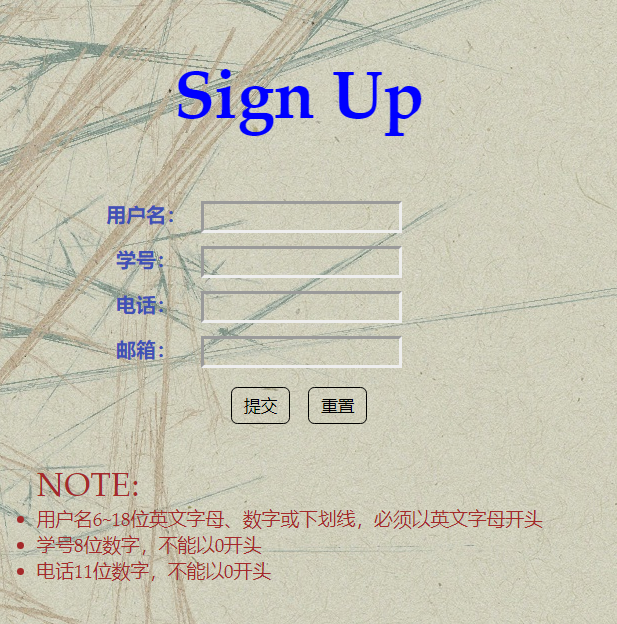 Sign Up
用户名：
学号：
电话：
邮箱：
提交 重置
NOTE:
用户名6~18位英文字母、数字或下划线，必须以英文字母开头
学号8位数字，不能以0开头
电话11位数字，不能以0开头